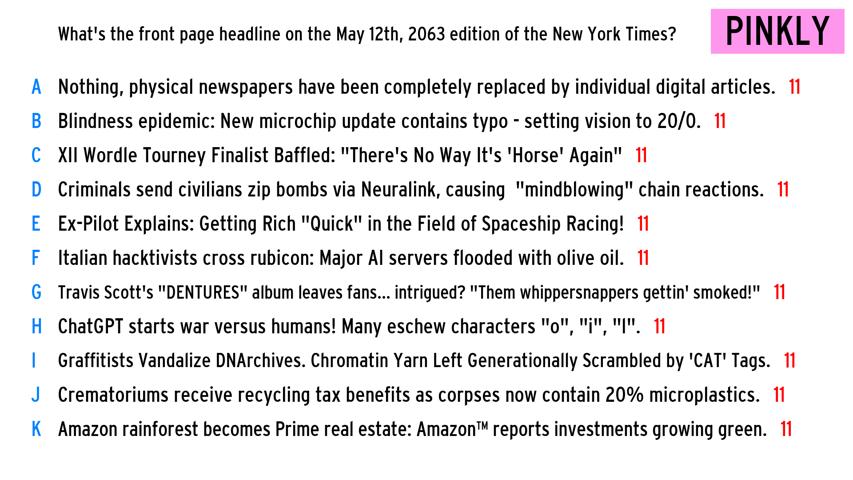 What's the front page headline on the May 12th, 2063 edition of the New York Times?
PINKLY
A Nothing, physical newspapers have been completely replaced by individual digital articles. 11
B Blindness epidemic: New microchip update contains typo - setting vision to 20/0. 11
C XII Wordle Tourney Finalist Baffled: "There's No Way It's 'Horse' Again" 11
D Criminals send civilians zip bombs via Neuralink, causing "mindblowing" chain reactions. 11
E Ex-Pilot Explains: Getting Rich "Quick" in the Field of Spaceship Racing! 11
F Italian hacktivists cross rubicon: Major AI servers flooded with olive oil. 11
G Travis Scott's "DENTURES" album leaves fans... intrigued? "Them whippersnappers gettin' smoked!" 11
H ChatGPT starts war versus humans! Many eschew characters "o", "i", "l". 11
I Graffitists Vandalize DNArchives. Chromatin Yarn Left Generationally Scrambled by 'CAT' Tags. 11
J Crematoriums receive recycling tax benefits as corpses now contain 20% microplastics. 11
K Amazon rainforest becomes Prime real estate: Amazon™ reports investments growing green. 11